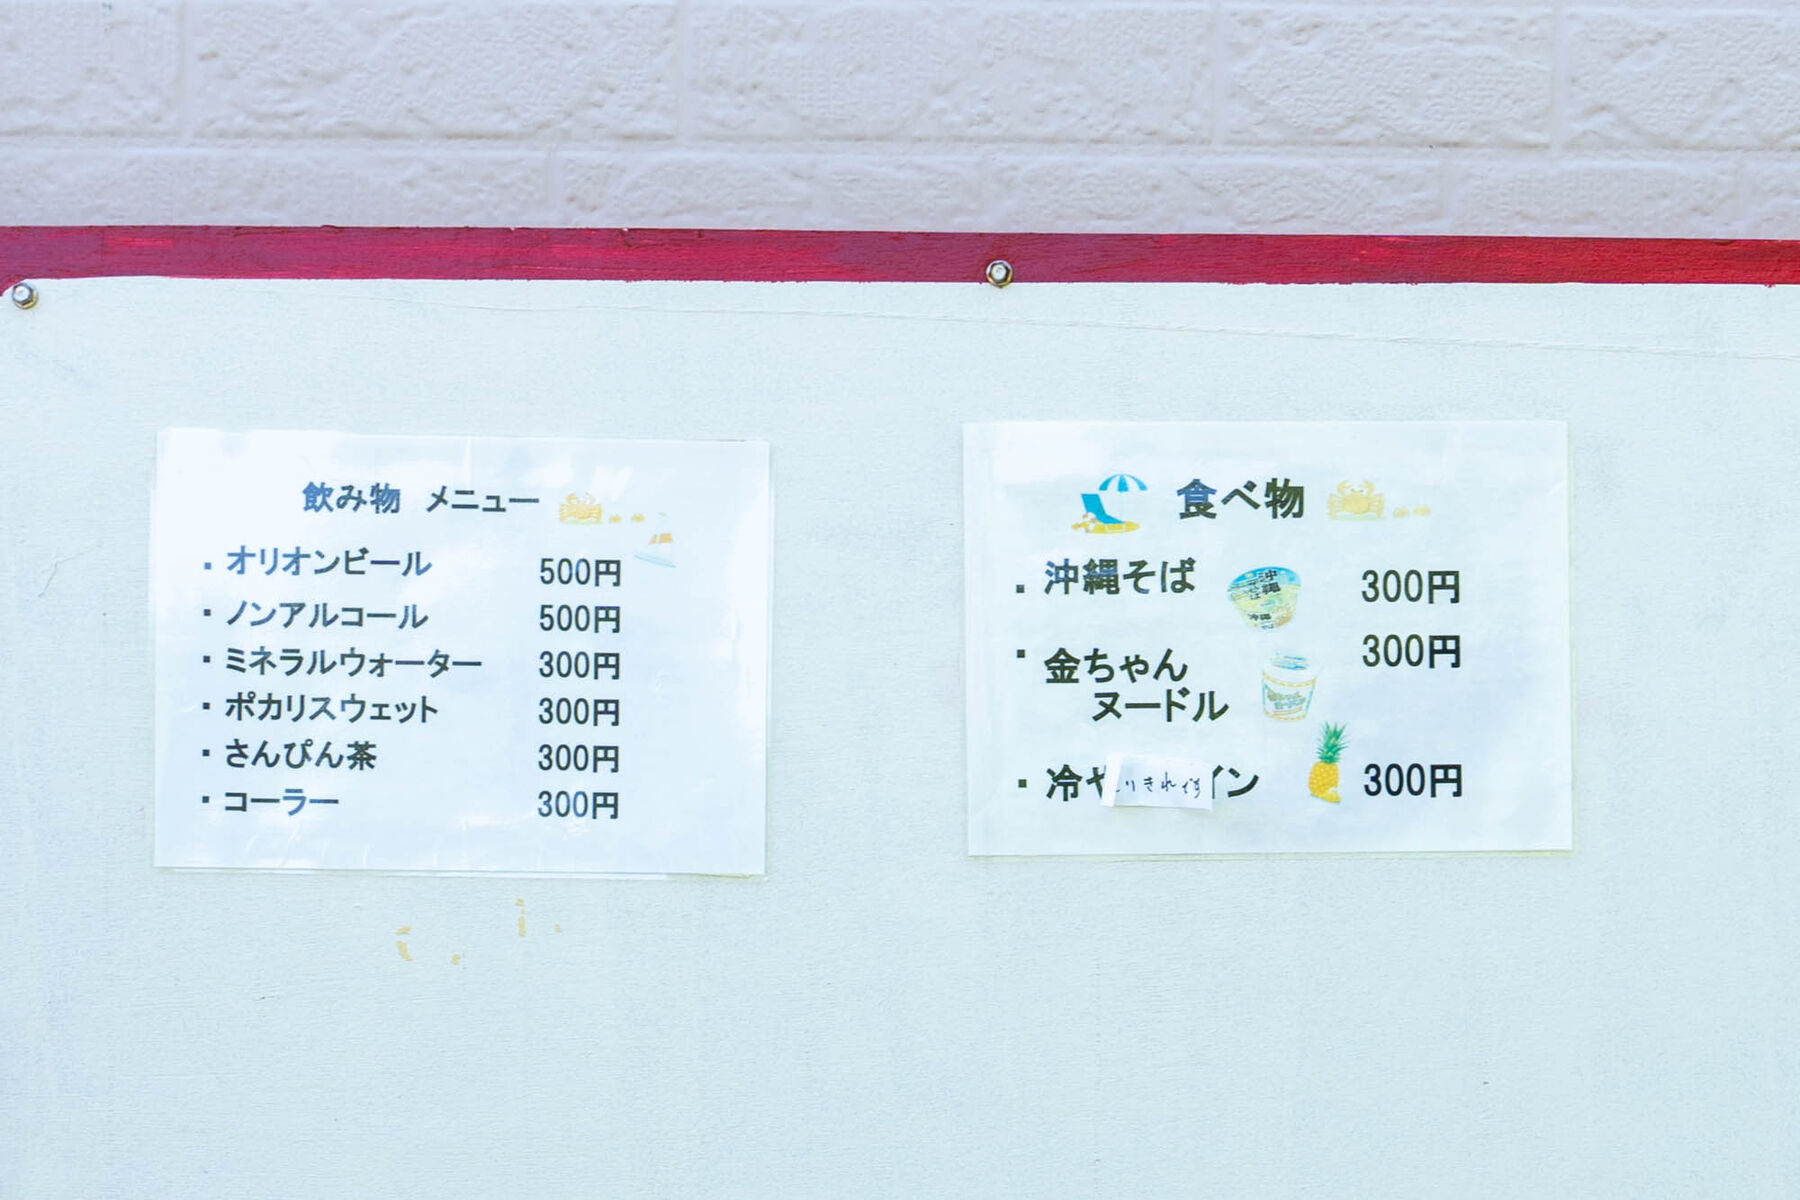 飲み物 メニュー
・オリオンビール 500円
・ノンアルコール 500円
・ミネラルウォーター 300円
・ポカリスウェット 300円
・さんぴん茶 300円
・コーラー 300円
食べ物
・沖縄そば 300円
沖縄
・金ちゃん 300円
ヌードル
・冷や りきれです イン 300円